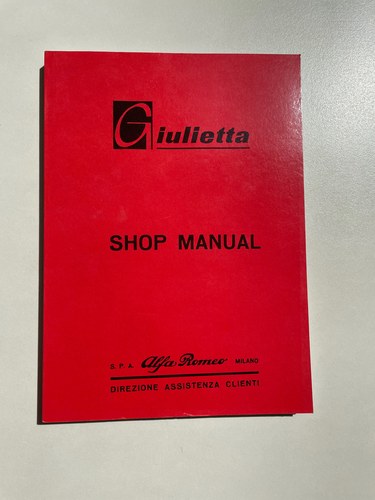 Giulietta
SHOP MANUAL
S.P.A. Alfa Romeo MILANO
DIREZIONE ASSISTENZA CLIENTI